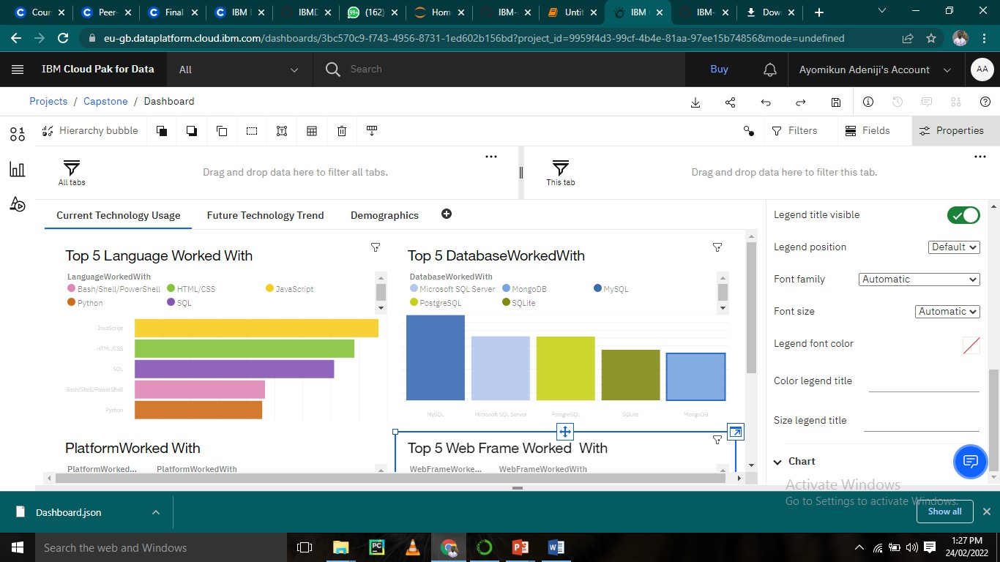 Cour
Peer-
Final
IBM
IBMD
99+
(162)
Hom
IBM-
Untit
IBM
IBM-
Down
eu-gb.dataplatform.cloud.ibm.com/dashboards/3bc570c9-f743-4956-8731-1ed602b156bd?project_id=9959f4d3-99cf-4b4e-81aa-97ee15b74856&mode=undefined
IBM Cloud Pak for Data
All
Search
Buy
Ayomikun Adeniji's Account
AA
Projects / Capstone / Dashboard
Hierarchy bubble
Filters
Fields
Properties
All tabs
Drag and drop data here to filter all tabs.
This tab
Drag and drop data here to filter this tab.
Current Technology Usage
Future Technology Trend
Demographics
Top 5 Language Worked With
LanguageWorkedWith
Bash/Shell/PowerShell HTML/CSS JavaScript
Python SQL
JavaScript
HTML/CSS
SQL
Bash/Shell/PowerShell
Python
Top 5 DatabaseWorkedWith
DatabaseWorkedWith
Microsoft SQL Server MongoDB MySQL
PostgreSQL SQLite
MySQL Microsoft SQL Server PostgreSQL SQLite MongoDB
PlatformWorked With
PlatformWorked... PlatformWorkedWith
Top 5 Web Frame Worked With
WebFrameWorke... WebFrameWorkedWith
Legend title visible
Legend position Default
Font family Automatic
Font size Automatic
Legend font color
Color legend title
Size legend title
Chart
Activate Windows
Go to Settings to activate Windows.
Dashboard.json
Show all
Search the web and Windows
1:27 PM
24/02/2022